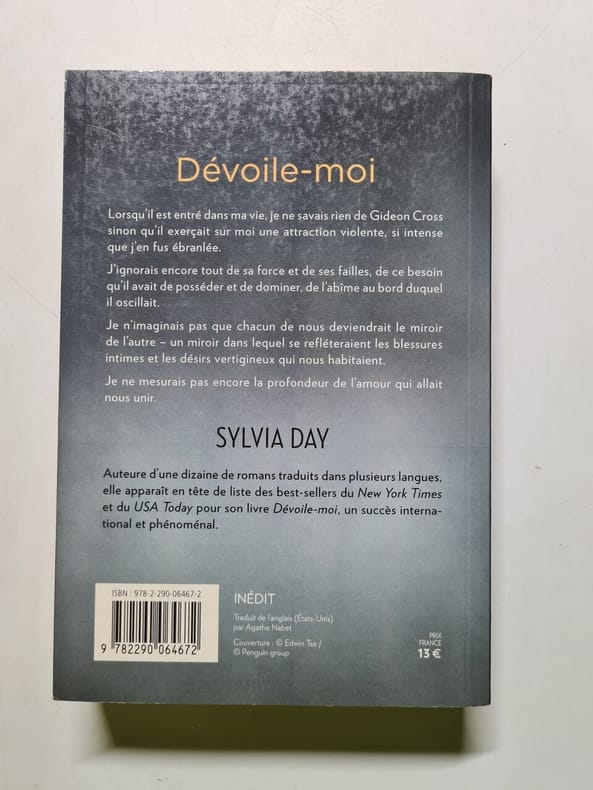 Dévoile-moi
Lorsqu'il est entré dans ma vie, je ne savais rien de Gideon Cross
sinon qu'il exerçait sur moi une attraction violente, si intense
que j'en fus ébranlée.
J'ignorais encore tout de sa force et de ses failles, de ce besoin
qu'il avait de posséder et de dominer, de l'abîme au bord duquel
il oscillait.
Je n'imaginais pas que chacun de nous deviendrait le miroir
de l'autre – un miroir dans lequel se refléteraient les blessures
intimes et les désirs vertigineux qui nous habitaient.
Je ne mesurais pas encore la profondeur de l'amour qui allait
nous unir.
SYLVIA DAY
Auteure d'une dizaine de romans traduits dans plusieurs langues,
elle apparaît en tête de liste des best-sellers du New York Times
et du USA Today pour son livre Dévoile-moi, un succès interna-
tional et phénoménal.
ISBN : 978-2-290-06467-2
9 782290 064672
INÉDIT
Traduit de l'anglais (États-Unis)
par Agathe Nabet
Couverture : © Edwin Tse /
© Penguin group
PRIX
FRANCE
13 €